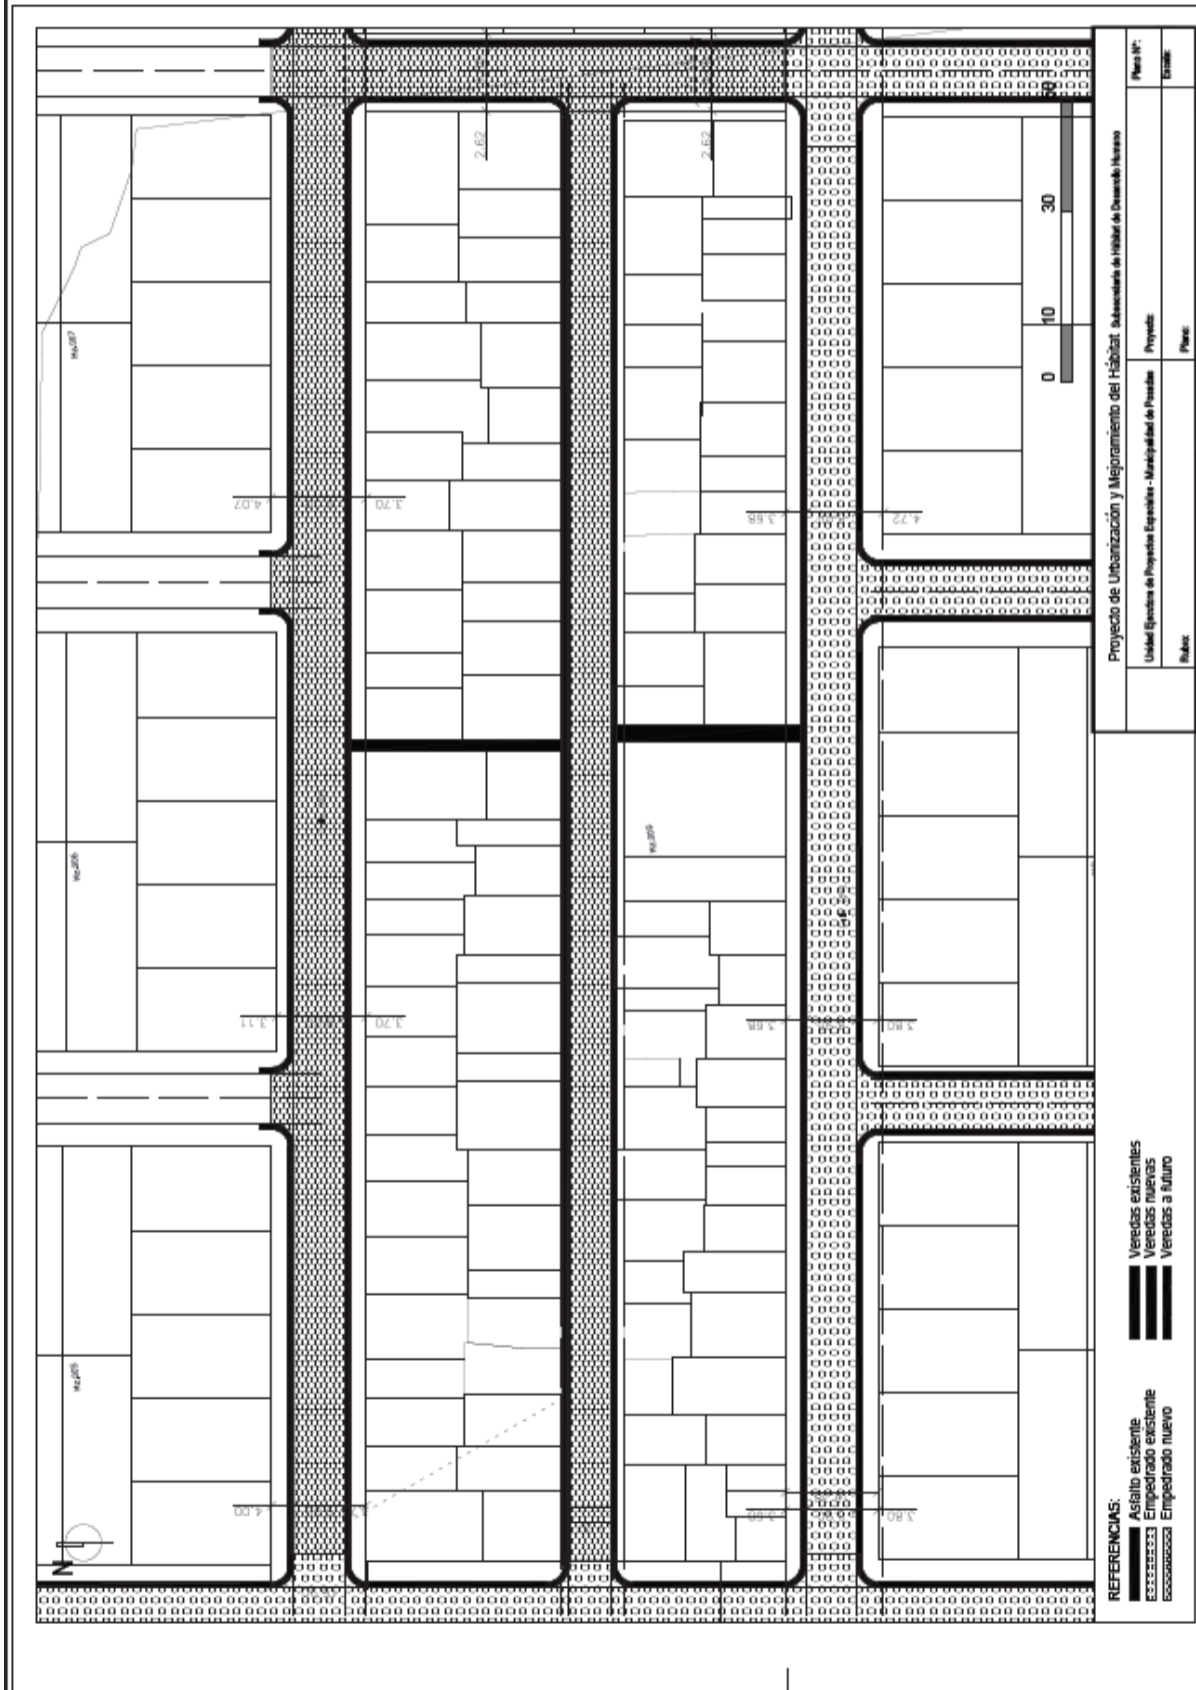 Proyecto de Urbanización y Mejoramiento del Hábitat Subsecretaría de Hábitat de Desarrollo Humano
Unidad Ejecutora de Proyectos Especiales - Municipalidad de Posadas
Proyecto:
Plano Nº:
Rubro:
Plano:
Escala:
0 10 30 50
REFERENCIAS:
Asfalto existente
Empedrado existente
Empedrado nuevo
Veredas existentes
Veredas nuevas
Veredas a futuro
N
2.62
2.62
4.07
3.70
3.68
4.72
3.11
3.70
3.68
3.80
4.00
3.60
3.80